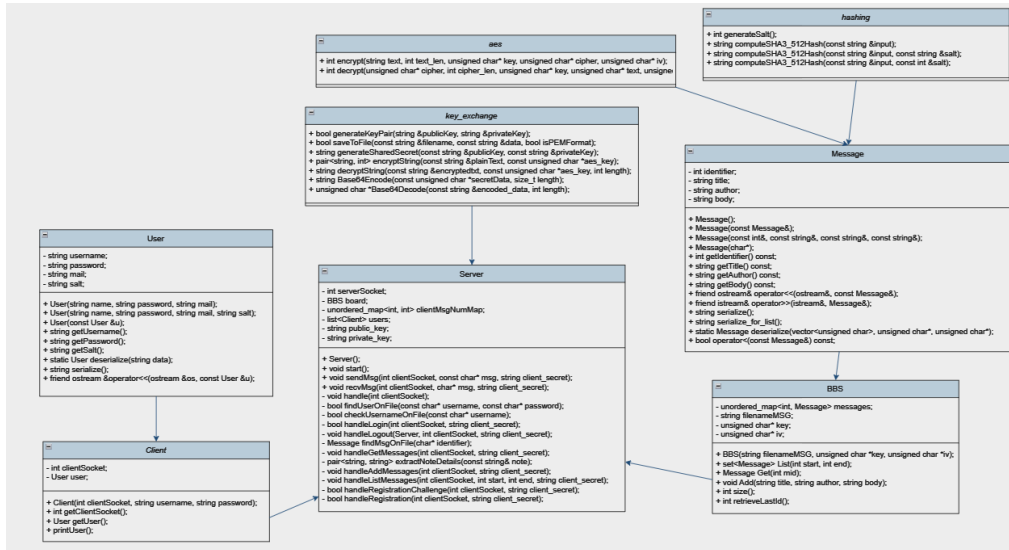 hashing
+ int generateSalt();
+ string computeSHA3_512Hash(const string &input);
+ string computeSHA3_512Hash(const string &input, const string &salt);
+ string computeSHA3_512Hash(const string &input, const int &salt);
aes
+ int encrypt(string text, int text_len, unsigned char* key, unsigned char* cipher, unsigned char* iv);
+ int decrypt(unsigned char* cipher, int cipher_len, unsigned char* key, unsigned char* text, unsigne
key_exchange
+ bool generateKeyPair(string &publicKey, string &privateKey);
+ bool saveToFile(const string &filename, const string &data, bool isPEMFormat);
+ string generateSharedSecret(const string &publicKey, const string &privateKey);
+ pair<string, int> encryptString(const string &plainText, const unsigned char *aes_key);
+ string decryptString(const string &encryptedtxt, const unsigned char *aes_key, int length);
+ string Base64Encode(const unsigned char *secretData, size_t length);
+ unsigned char *Base64Decode(const string &encoded_data, int length);
Message
- int identifier;
- string title;
- string author;
- string body;
+ Message();
+ Message(const Message&);
+ Message(const int&, const string&, const string&, const string&);
+ Message(char*);
+ int getIdentifier() const;
+ string getTitle() const;
+ string getAuthor() const;
+ string getBody() const;
+ friend ostream& operator<<(ostream&, const Message&);
+ friend istream& operator>>(istream&, Message&);
+ string serialize();
+ string serialize_for_list();
+ static Message deserialize(vector<unsigned char>, unsigned char*, unsigned char*);
+ bool operator<(const Message&) const;
User
- string username;
- string password;
- string mail;
- string salt;
+ User(string name, string password, string mail);
+ User(string name, string password, string mail, string salt);
+ User(const User &u);
+ string getUsername();
+ string getPassword();
+ string getSalt();
+ static User deserialize(string data);
+ string serialize();
+ friend ostream &operator<<(ostream &os, const User &u);
Server
- int serverSocket;
- BBS board;
- unordered_map<int, int> clientMsgNumMap;
- list<Client> users;
- string public_key;
- string private_key;
+ Server();
+ void start();
+ void sendMsg(int clientSocket, const char* msg, string client_secret);
+ void recvMsg(int clientSocket, char* msg, string client_secret);
- void handle(int clientSocket);
- bool findUserOnFile(const char* username, const char* password);
- bool checkUsernameOnFile(const char* username);
- bool handleLogin(int clientSocket, string client_secret);
- void handleLogout(Server, int clientSocket, string client_secret);
- Message findMsgOnFile(char* identifier);
- void handleGetMessages(int clientSocket, string client_secret);
- pair<string, string> extractNoteDetails(const string& note);
- void handleAddMessages(int clientSocket, string client_secret);
- void handleListMessages(int clientSocket, int start, int end, string client_secret);
- bool handleRegistrationChallenge(int clientSocket, string client_secret);
- bool handleRegistration(int clientSocket, string client_secret);
BBS
- unordered_map<int, Message> messages;
- string filenameMSG;
- unsigned char* key;
- unsigned char* iv;
+ BBS(string filenameMSG, unsigned char *key, unsigned char *iv);
+ set<Message> List(int start, int end);
+ Message Get(int mid);
+ void Add(string title, string author, string body);
+ int size();
+ int retrieveLastId();
Client
- int clientSocket;
- User user;
+ Client(int clientSocket, string username, string password);
+ int getClientSocket();
+ User getUser();
+ printUser();